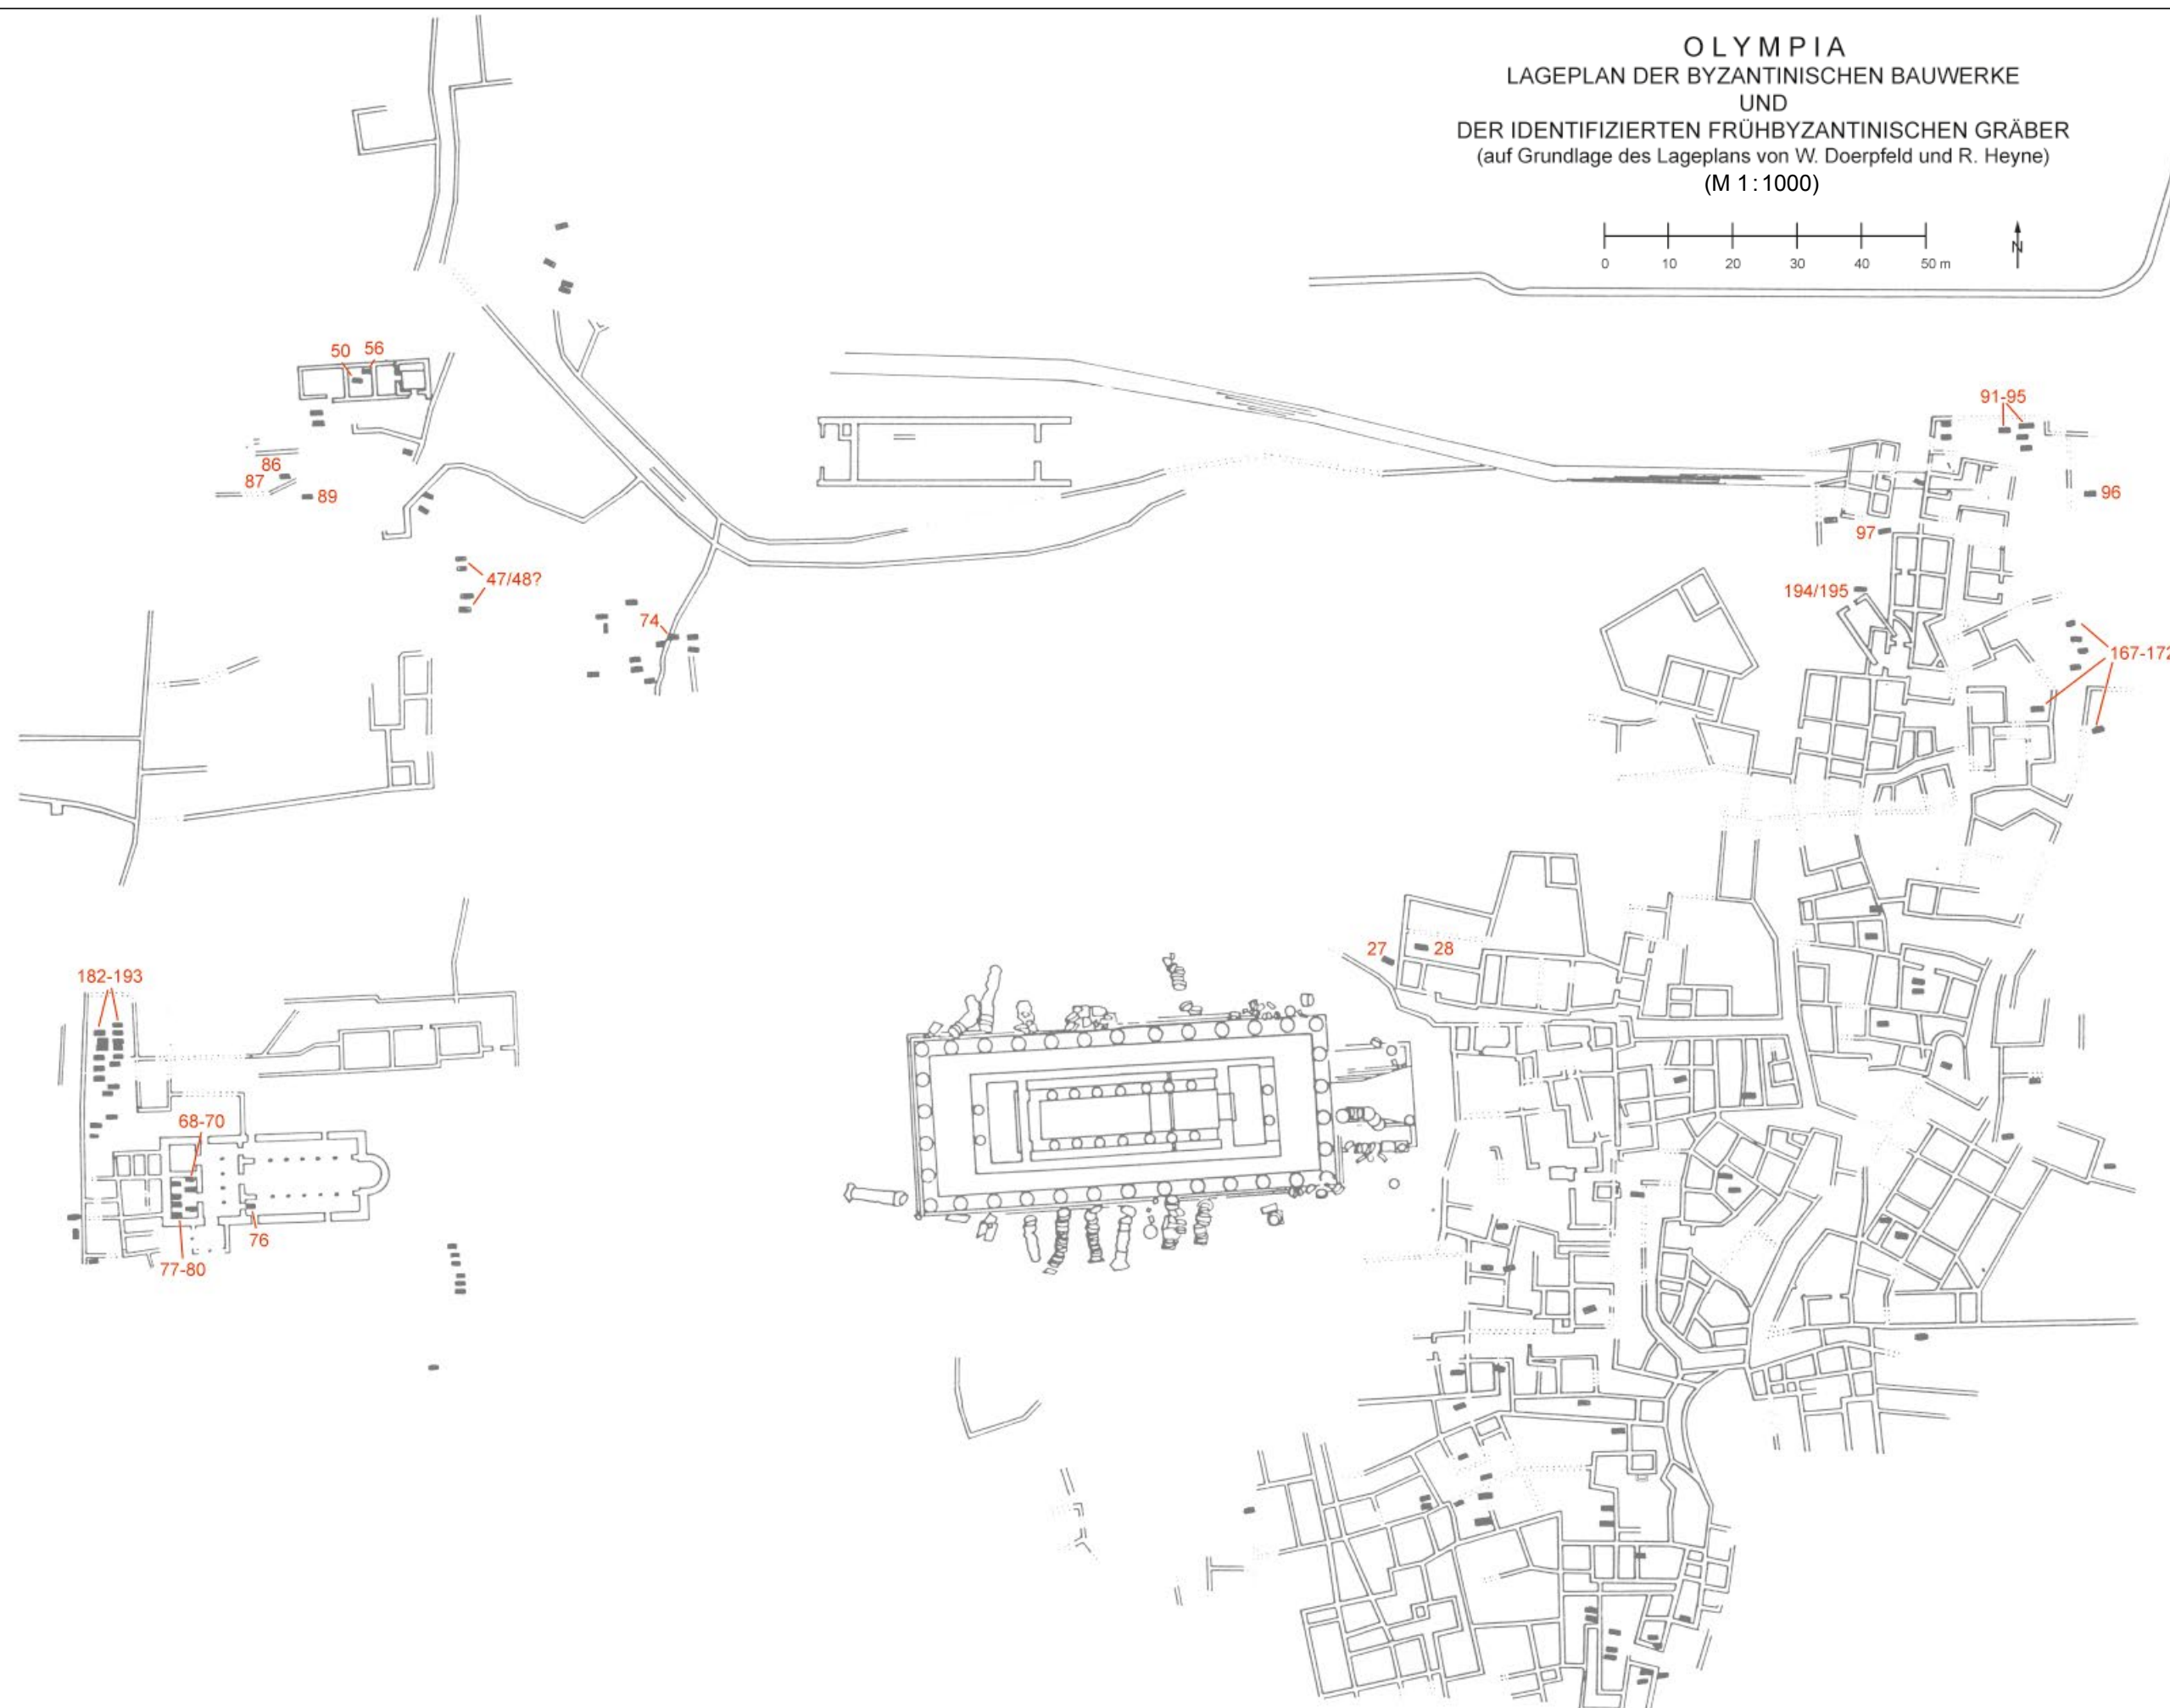 OLYMPIA
LAGEPLAN DER BYZANTINISCHEN BAUWERKE
UND
DER IDENTIFIZIERTEN FRÜHBYZANTINISCHEN GRÄBER
(auf Grundlage des Lageplans von W. Doerpfeld und R. Heyne)
(M 1:1000)
0 10 20 30 40 50 m
N
50 56
91-95
86
87
89
96
97
47/48?
194/195
74
167-172
27 28
182-193
68-70
76
77-80